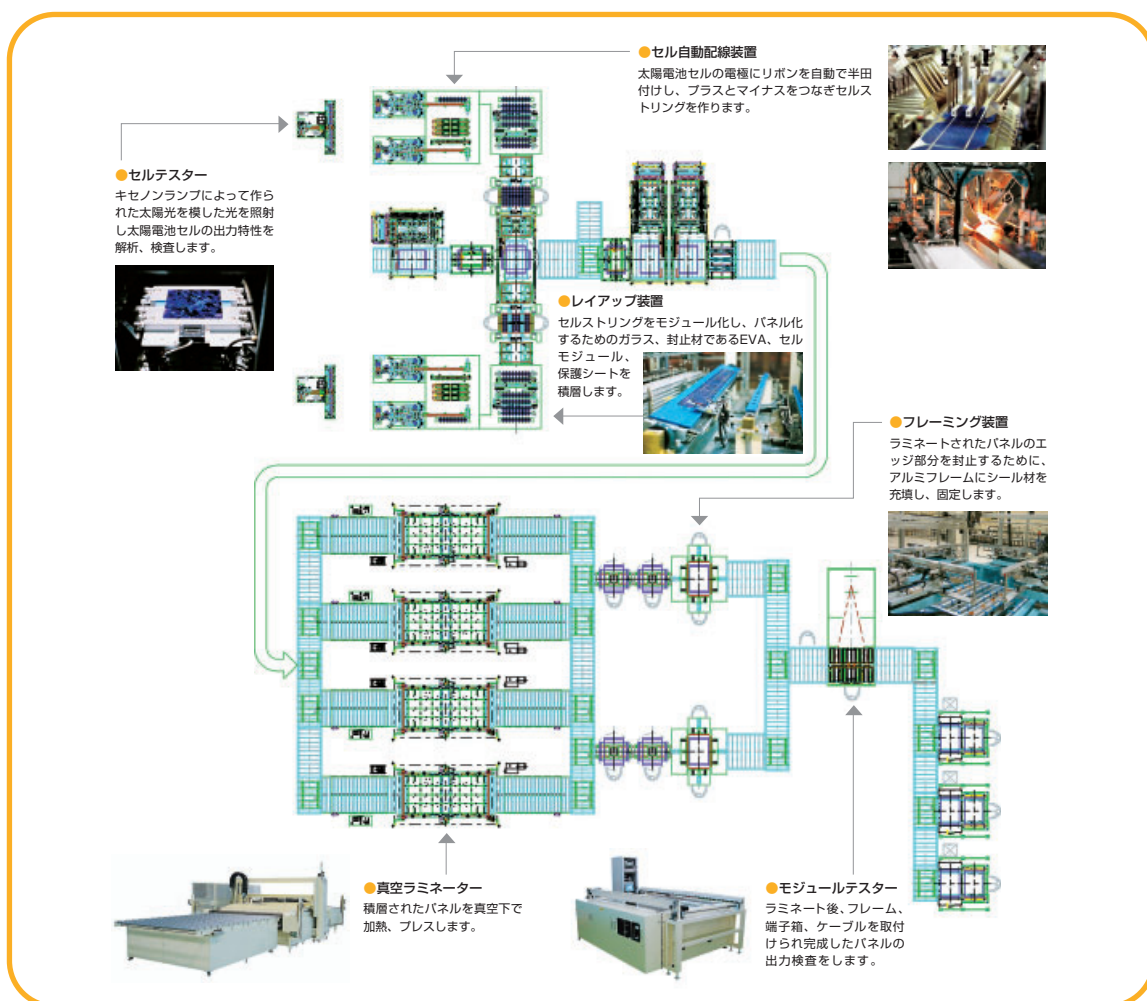 ●セル自動配線装置
太陽電池セルの電極にリボンを自動で半田
付けし、プラスとマイナスをつなぎセルス
トリングを作ります。
●セルテスター
キセノンランプによって作ら
れた太陽光を模した光を照射
し太陽電池セルの出力特性を
解析、検査します。
●レイアップ装置
セルストリングをモジュール化し、パネル化
するためのガラス、封止材であるEVA、セル
モジュール、
保護シートを
積層します。
●フレーミング装置
ラミネートされたパネルのエ
ッジ部分を封止するために、
アルミフレームにシール材を
充填し、固定します。
●真空ラミネーター
積層されたパネルを真空下で
加熱、プレスします。
●モジュールテスター
ラミネート後、フレーム、
端子箱、ケーブルを取付
けられ完成したパネルの
出力検査をします。